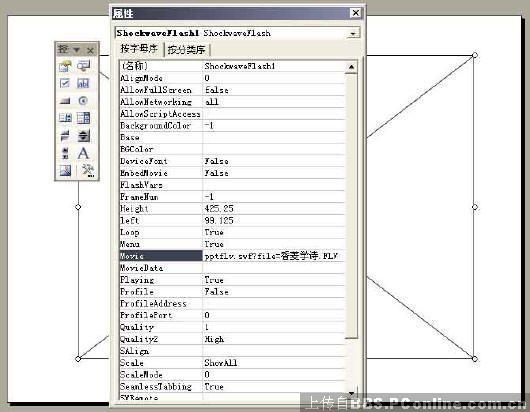 属性
ShockwaveFlash1 ShockwaveFlash
按字母序 按分类序
(名称) ShockwaveFlash1
AlignMode 0
AllowFullScreen false
AllowNetworking all
AllowScriptAccess
BackgroundColor -1
Base
BGColor
DeviceFont False
EmbedMovie False
FlashVars
FrameNum -1
Height 425.25
left 99.125
Loop True
Menu True
Movie pptflv.swf?file=香菱学诗.FLV
MovieData
Playing True
Profile False
ProfileAddress
ProfilePort 0
Quality 1
Quality2 High
SAlign
Scale ShowAll
ScaleMode 0
SeamlessTabbing True
SWRemote
控
A
上传自BBS.PConline.com.cn